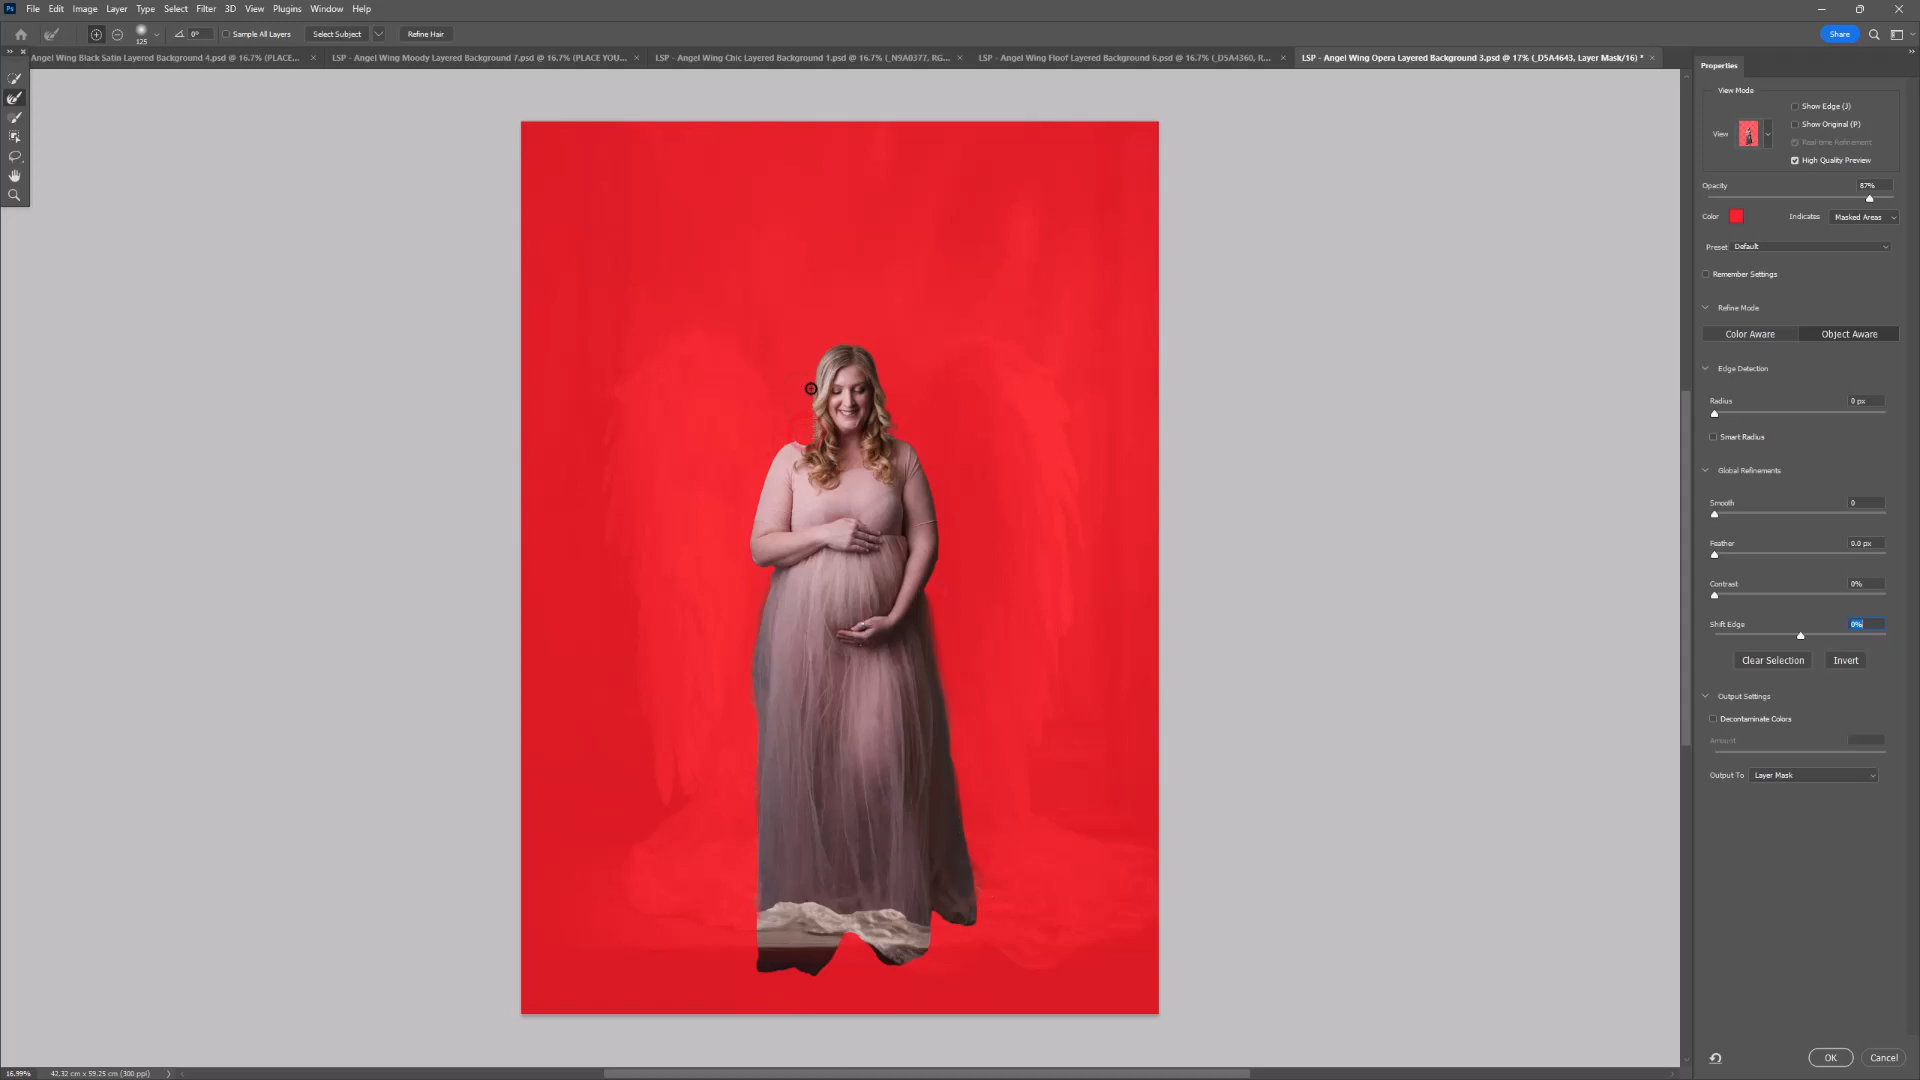 Ps File Edit Image Layer Type Select Filter 3D View Plugins Window Help
125 0° Sample All Layers Select Subject Refine Hair Share
Angel Wing Black Satin Layered Background 4.psd @ 16.7% (PLACE... LSP - Angel Wing Moody Layered Background 7.psd @ 16.7% (PLACE YOU... LSP - Angel Wing Chic Layered Background 1.psd @ 16.7% (_N9A0377, RG... LSP - Angel Wing Floof Layered Background 6.psd @ 16.7% (_D5A4360, R... LSP - Angel Wing Opera Layered Background 3.psd @ 17% (_D5A4643, Layer Mask/16) *
Properties
View Mode
Show Edge (J)
Show Original (P)
View
Real-time Refinement
High Quality Preview
Opacity 87%
Color Indicates Masked Areas
Preset Default
Remember Settings
Refine Mode
Color Aware Object Aware
Edge Detection
Radius 0 px
Smart Radius
Global Refinements
Smooth 0
Feather 0.0 px
Contrast 0%
Shift Edge 0%
Clear Selection Invert
Output Settings
Decontaminate Colors
Amount
Output To Layer Mask
OK Cancel
16.99% 42.32 cm x 59.25 cm (300 ppi)